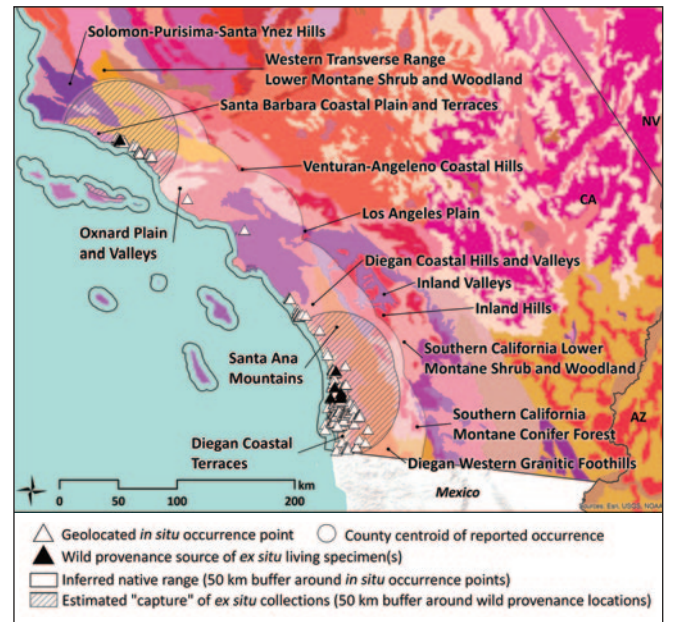 Solomon-Purisima-Santa Ynez Hills
Western Transverse Range
Lower Montane Shrub and Woodland
Santa Barbara Coastal Plain and Terraces
NV
Venturan-Angeleno Coastal Hills
CA
Los Angeles Plain
Oxnard Plain
and Valleys
Diegan Coastal Hills and Valleys
Inland Valleys
Inland Hills
Santa Ana
Mountains
Southern California Lower
Montane Shrub and Woodland
AZ
Southern California
Montane Conifer Forest
Diegan Coastal
Terraces
Diegan Western Granitic Foothills
km
0 50 100 200
Mexico
Sources: Esri, USGS, NOAA
Geolocated in situ occurrence point
County centroid of reported occurrence
Wild provenance source of ex situ living specimen(s)
Inferred native range (50 km buffer around in situ occurrence points)
Estimated "capture" of ex situ collections (50 km buffer around wild provenance locations)